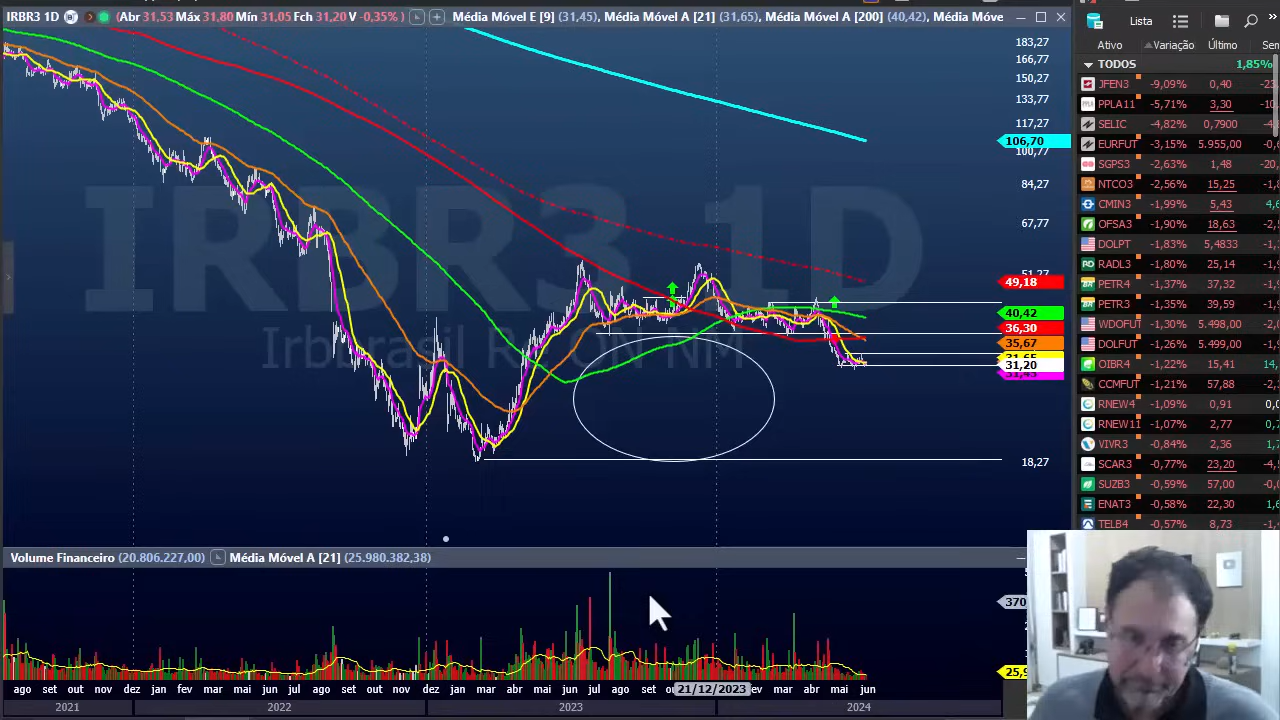 IRBR3 1D (Abr 31,53 Máx 31,80 Mín 31,05 Fch 31,20 V -0,35%) Média Móvel E [9] (31,45), Média Móvel A [21] (31,65), Média Móvel A [200] (40,42), Média Move
183,27
166,77
150,27
133,77
117,27
106,70
100,77
84,27
67,77
51,27
49,18
40,42
36,30
35,67
31,65
31,20
31,45
18,27
IRBR3 1D
Irbbrasil Re ON NM
Volume Financeiro (20.806.227,00) Média Móvel A [21] (25.980.382,38)
370
25,9
ago set out nov dez jan fev mar abr mai jun jul ago set out nov dez jan mar abr mai jun jul ago set 21/12/2023 ev mar abr mai jun
2021 2022 2023 2024
Lista
Ativo Variação Último
TODOS 1,85%
JFEN3 -9,09% 0,40
PPLA11 -5,71% 3,30
SELIC -4,82% 0,7900
EURFUT -3,15% 5.955,00
SGPS3 -2,63% 1,48
NTCO3 -2,56% 15,25
CMIN3 -1,99% 5,43
OFSA3 -1,90% 18,63
DOLPT -1,83% 5,4833
RADL3 -1,80% 25,14
PETR4 -1,37% 37,32
PETR3 -1,35% 39,59
WDOFUT -1,30% 5.498,00
DOLFUT -1,26% 5.499,00
OIBR4 -1,22% 15,41
CCMFUT -1,21% 57,88
RNEW4 -1,09% 0,91
RNEW11 -1,07% 2,77
VIVR3 -0,84% 2,36
SCAR3 -0,77% 23,20
SUZB3 -0,59% 57,00
ENAT3 -0,58% 22,30
TELB4 -0,57% 8,73